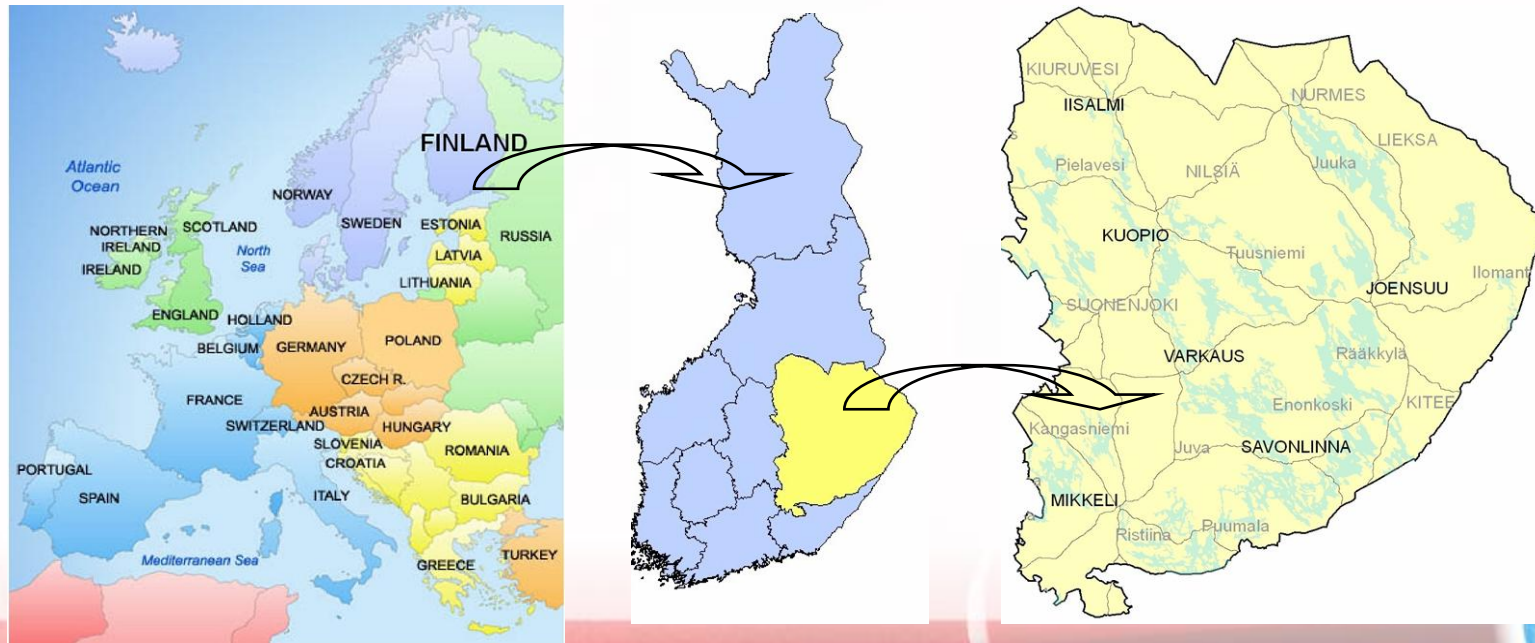 FINLAND
Atlantic
Ocean
NORWAY
SWEDEN
NORTHERN
IRELAND
SCOTLAND
North
Sea
ESTONIA
RUSSIA
LATVIA
IRELAND
LITHUANIA
ENGLAND
HOLLAND
BELGIUM
GERMANY
POLAND
CZECH R.
FRANCE
AUSTRIA
SWITZERLAND
HUNGARY
SLOVENIA
ROMANIA
CROATIA
PORTUGAL
SPAIN
ITALY
BULGARIA
Mediterranean Sea
GREECE
TURKEY
KIURUVESI
IISALMI
NURMES
LIEKSA
Pielavesi
NILSIÄ
Juuka
KUOPIO
Tuusniemi
JOENSUU
Ilomant
SUONENJOKI
VARKAUS
Rääkkylä
Enonkoski
KITEE
Kangasniemi
Juva
SAVONLINNA
MIKKELI
Ristiina
Puumala